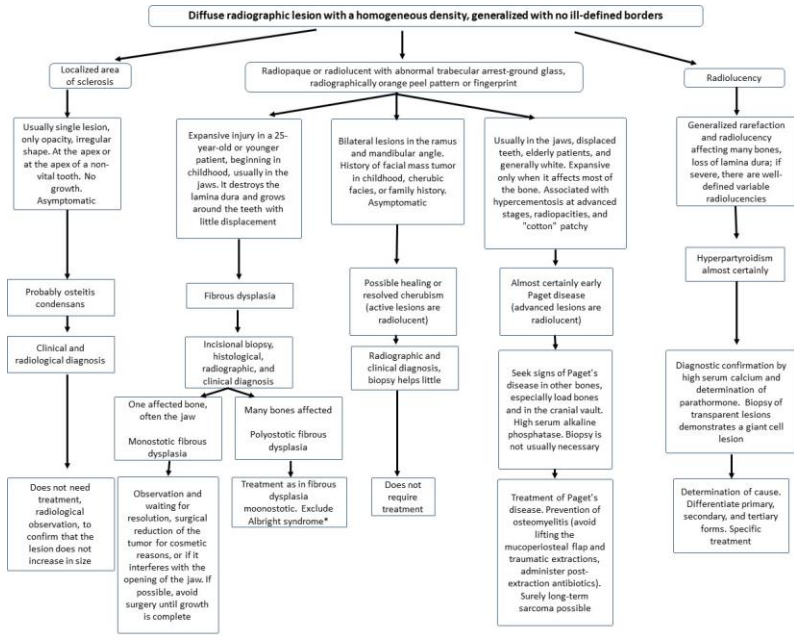 Diffuse radiographic lesion with a homogeneous density, generalized with no ill-defined borders
Localized area
of sclerosis
Radiopaque or radiolucent with abnormal trabecular arrest-ground glass,
radiographically orange peel pattern or fingerprint
Radiolucency
Usually single lesion,
only opacity, irregular
shape. At the apex or
at the apex of a non-
vital tooth. No
growth.
Asymptomatic
Expansive injury in a 25-
year-old or younger
patient, beginning in
childhood, usually in the
jaws. It destroys the
lamina dura and grows
around the teeth with
little displacement
Bilateral lesions in the ramus
and mandibular angle.
History of facial mass tumor
in childhood, cherubic
facies, or family history.
Asymptomatic
Usually in the jaws, displaced
teeth, elderly patients, and
generally white. Expansive
only when it affects most of
the bone. Associated with
hypercementosis at advanced
stages, radiopacities, and
"cotton" patchy
Generalized rarefaction
and radiolucency
affecting many bones,
loss of lamina dura; if
severe, there are well-
defined variable
radiolucencies
Probably osteitis
condensans
Fibrous dysplasia
Possible healing or
resolved cherubism
(active lesions are
radiolucent)
Almost certainly early
Paget disease
(advanced lesions are
radiolucent)
Hyperpartyroidism
almost certainly
Clinical and
radiological diagnosis
Incisional biopsy,
histological,
radiographic, and
clinical diagnosis
Radiographic and
clinical diagnosis,
biopsy helps little
Seek signs of Paget's
disease in other bones,
especially load bones
and in the cranial vault.
High serum alkaline
phosphatase. Biopsy is
not usually necessary
Diagnostic confirmation by
high serum calcium and
determination of
parathormone. Biopsy of
transparent lesions
demonstrates a giant cell
lesion
One affected bone,
often the jaw
Monostotic fibrous
dysplasia
Many bones affected
Polyostotic fibrous
dysplasia
Does not need
treatment,
radiological
observation, to
confirm that the
lesion does not
increase in size
Observation and
waiting for
resolution, surgical
reduction of the
tumor for cosmetic
reasons, or if it
interferes with the
opening of the jaw. If
possible, avoid
surgery until growth
is complete
Treatment as in fibrous
dysplasia
moonostotic. Exclude
Albright syndrome*
Does not
require
treatment
Treatment of Paget's
disease. Prevention of
osteomyelitis (avoid
lifting the
mucoperiosteal flap and
traumatic extractions,
administer post-
extraction antibiotics).
Surely long-term
sarcoma possible
Determination of cause.
Differentiate primary,
secondary, and tertiary
forms. Specific
treatment